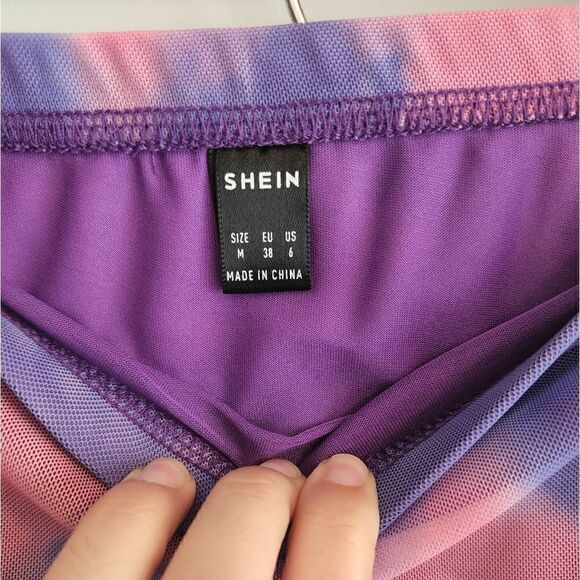 SHEIN
SIZE EU US
M 38 6
MADE IN CHINA